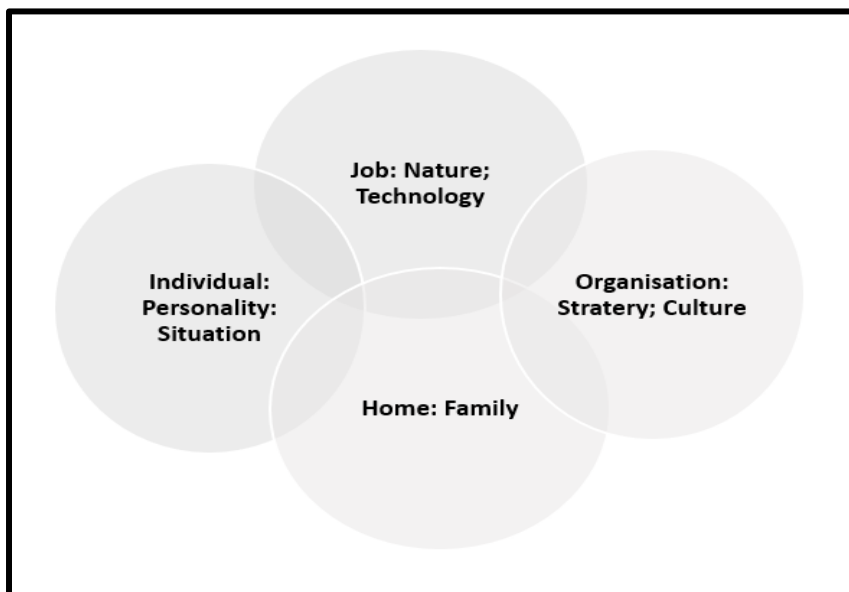 Job: Nature;
Technology
Individual:
Personality:
Situation
Organisation:
Stratery; Culture
Home: Family